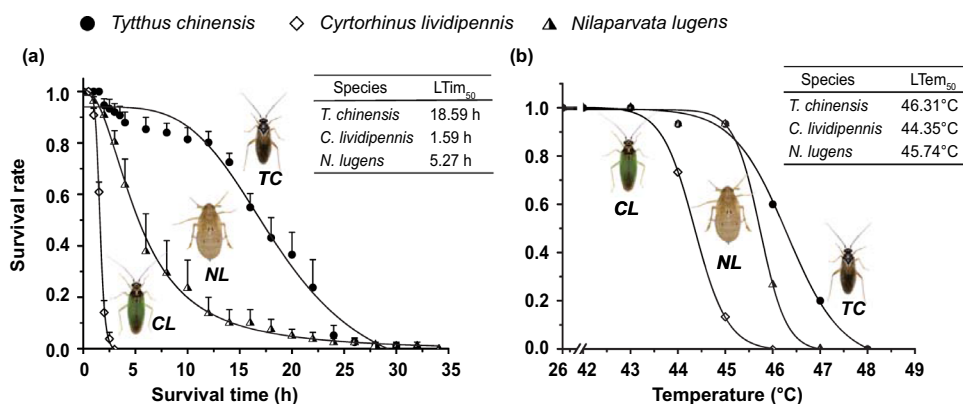 Tytthus chinensis Cyrtorhinus lividipennis Nilaparvata lugens
(a)
Species LTim50
T. chinensis 18.59 h
C. lividipennis 1.59 h
N. lugens 5.27 h
TC
NL
CL
Survival rate
1.0
0.8
0.6
0.4
0.2
0.0
0 5 10 15 20 25 30 35
Survival time (h)
(b)
Species LTem50
T. chinensis 46.31°C
C. lividipennis 44.35°C
N. lugens 45.74°C
CL
NL
TC
1.0
0.8
0.6
0.4
0.2
0.0
26 42 43 44 45 46 47 48 49
Temperature (°C)